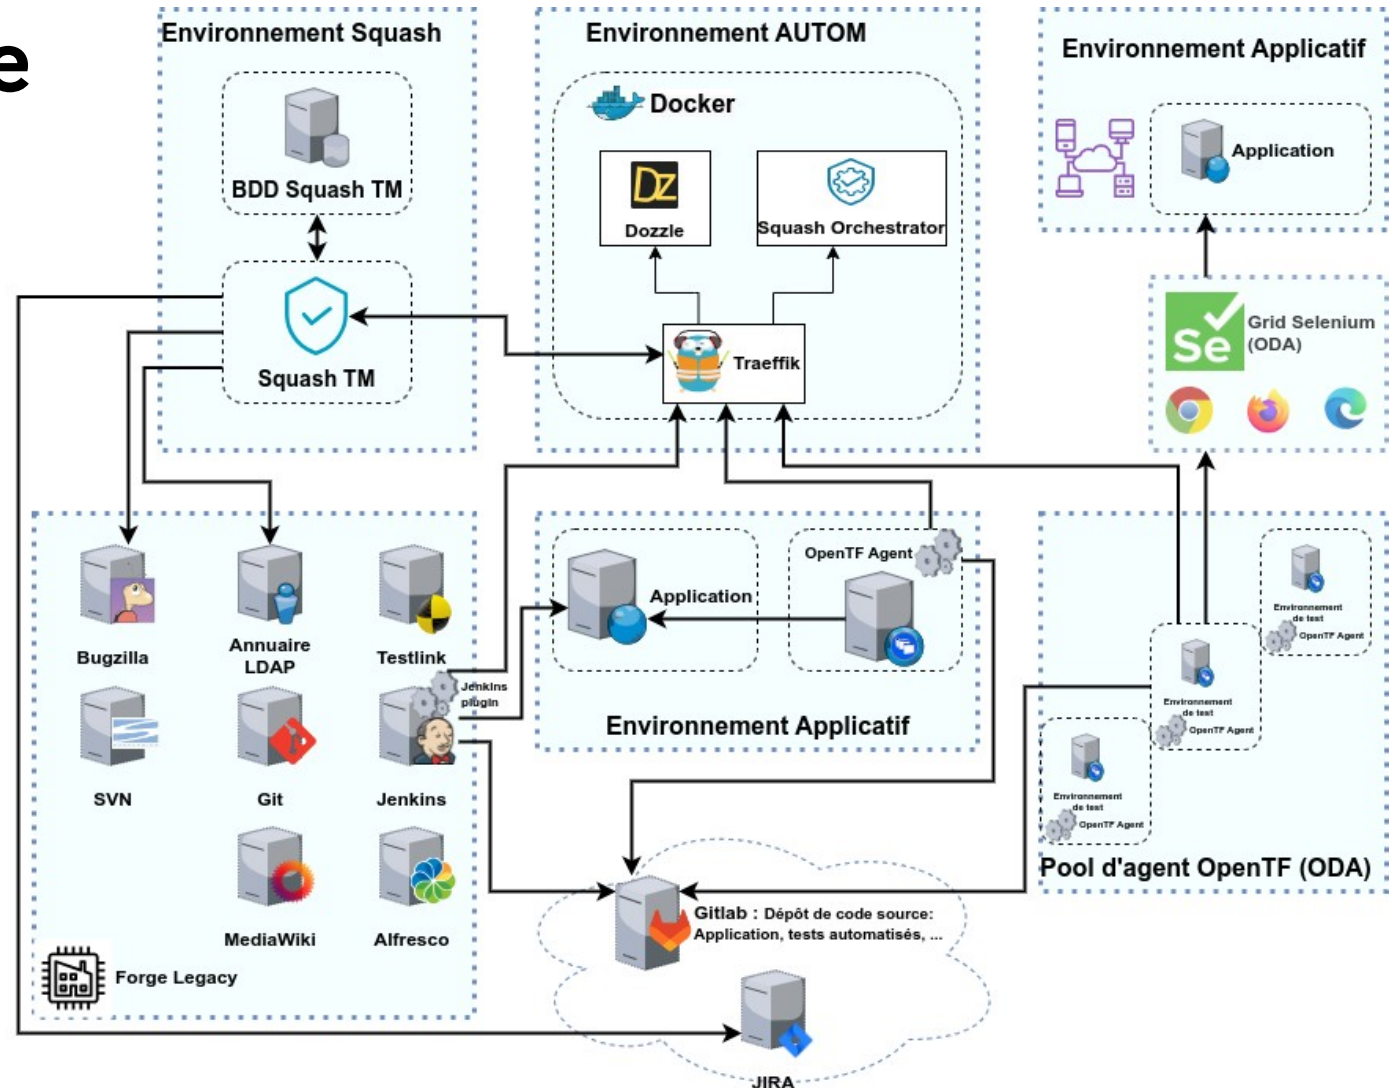 e
Environnement Squash
BDD Squash TM
Squash TM
Environnement AUTOM
Docker
Dz
Dozzle
Squash Orchestrator
Traeffik
Environnement Applicatif
Application
Se
Grid Selenium
(ODA)
Bugzilla
Annuaire
LDAP
Testlink
Jenkins
plugin
SVN
Git
Jenkins
MediaWiki
Alfresco
Forge Legacy
Application
OpenTF Agent
Environnement Applicatif
Environnement
de test
OpenTF Agent
Environnement
de test
OpenTF Agent
Environnement
de test
OpenTF Agent
Pool d'agent OpenTF (ODA)
Gitlab : Dépôt de code source:
Application, tests automatisés, ...
JIRA